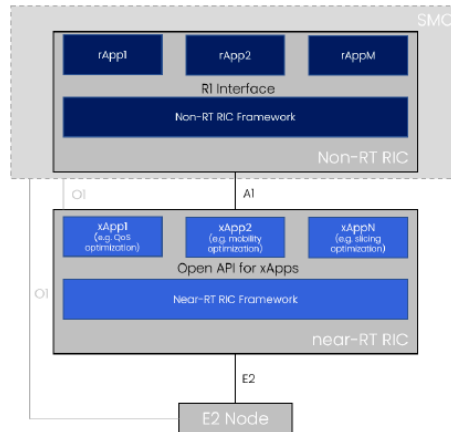 SMO
rApp1
rApp2
rAppM
R1 Interface
Non-RT RIC Framework
Non-RT RIC
O1
A1
xApp1
(e.g. QoS
optimization)
xApp2
(e.g. mobility
optimization)
xAppN
(e.g. slicing
optimization)
Open API for xApps
O1
Near-RT RIC Framework
near-RT RIC
E2
E2 Node